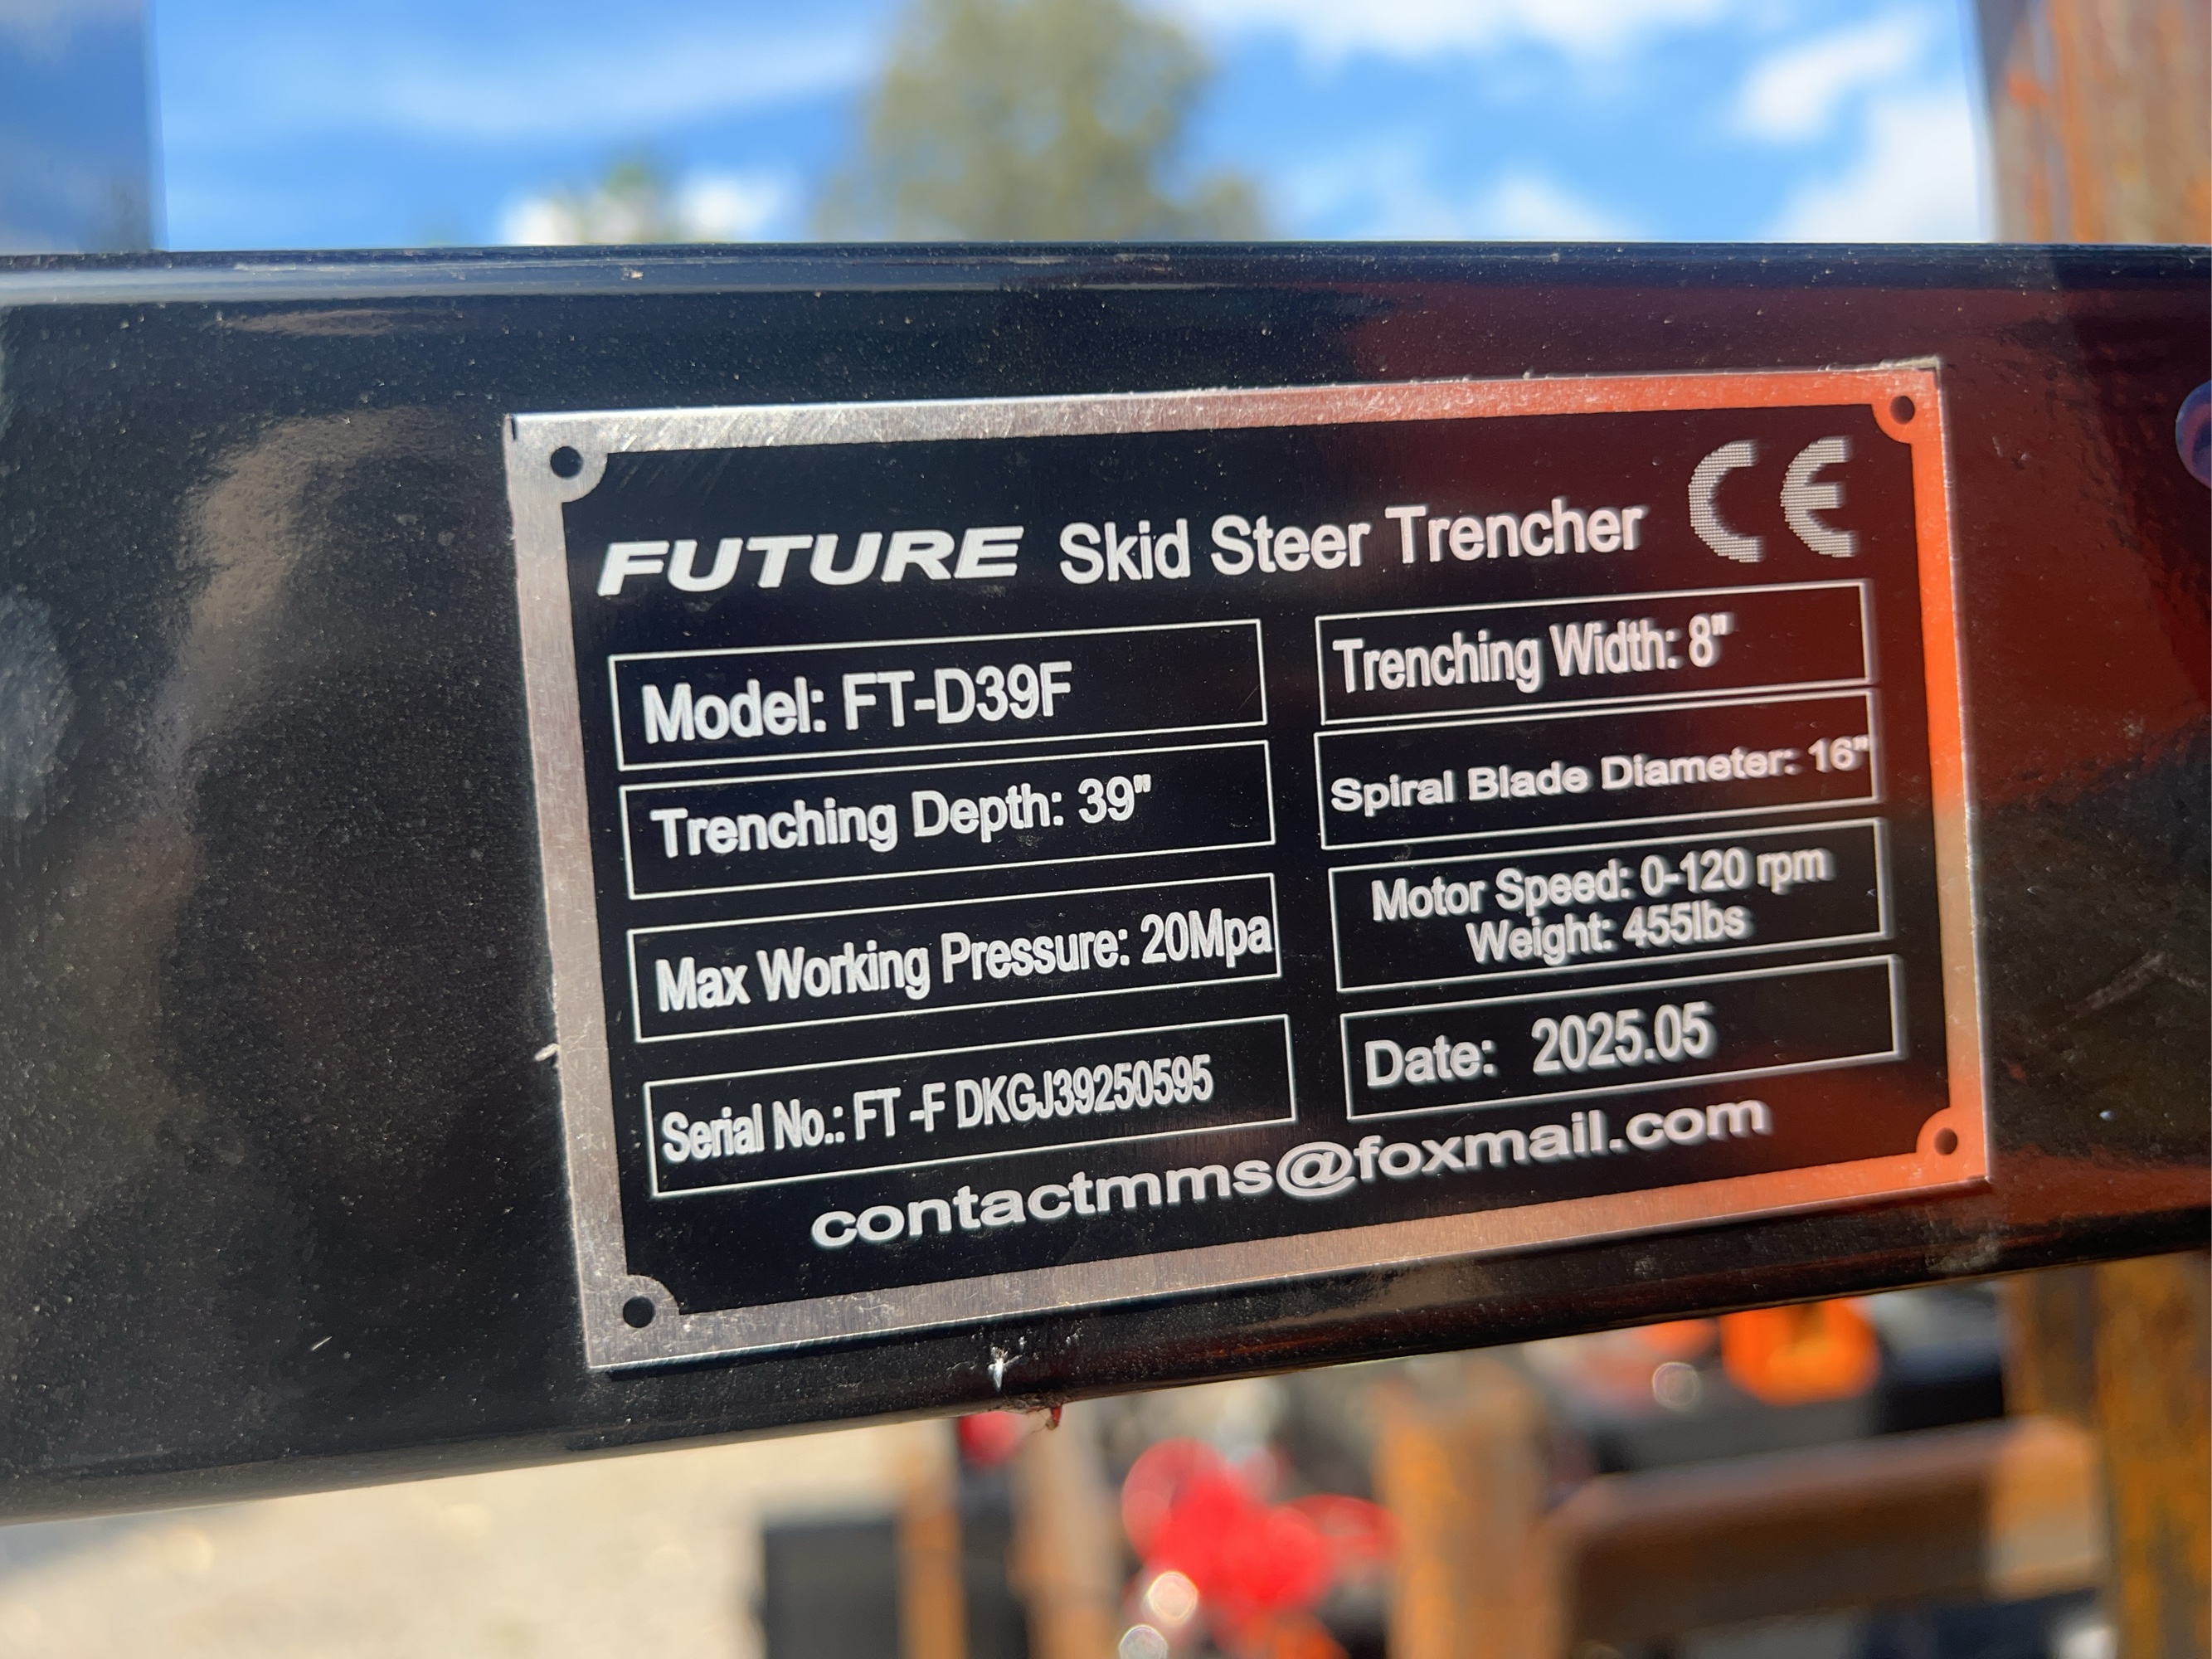 FUTURE Skid Steer Trencher CE
Model: FT-D39F
Trenching Width: 8"
Trenching Depth: 39"
Spiral Blade Diameter: 16"
Max Working Pressure: 20Mpa
Motor Speed: 0-120 rpm
Weight: 455lbs
Serial No.: FT -F DKGJ39250595
Date: 2025.05
contactmms@foxmail.com